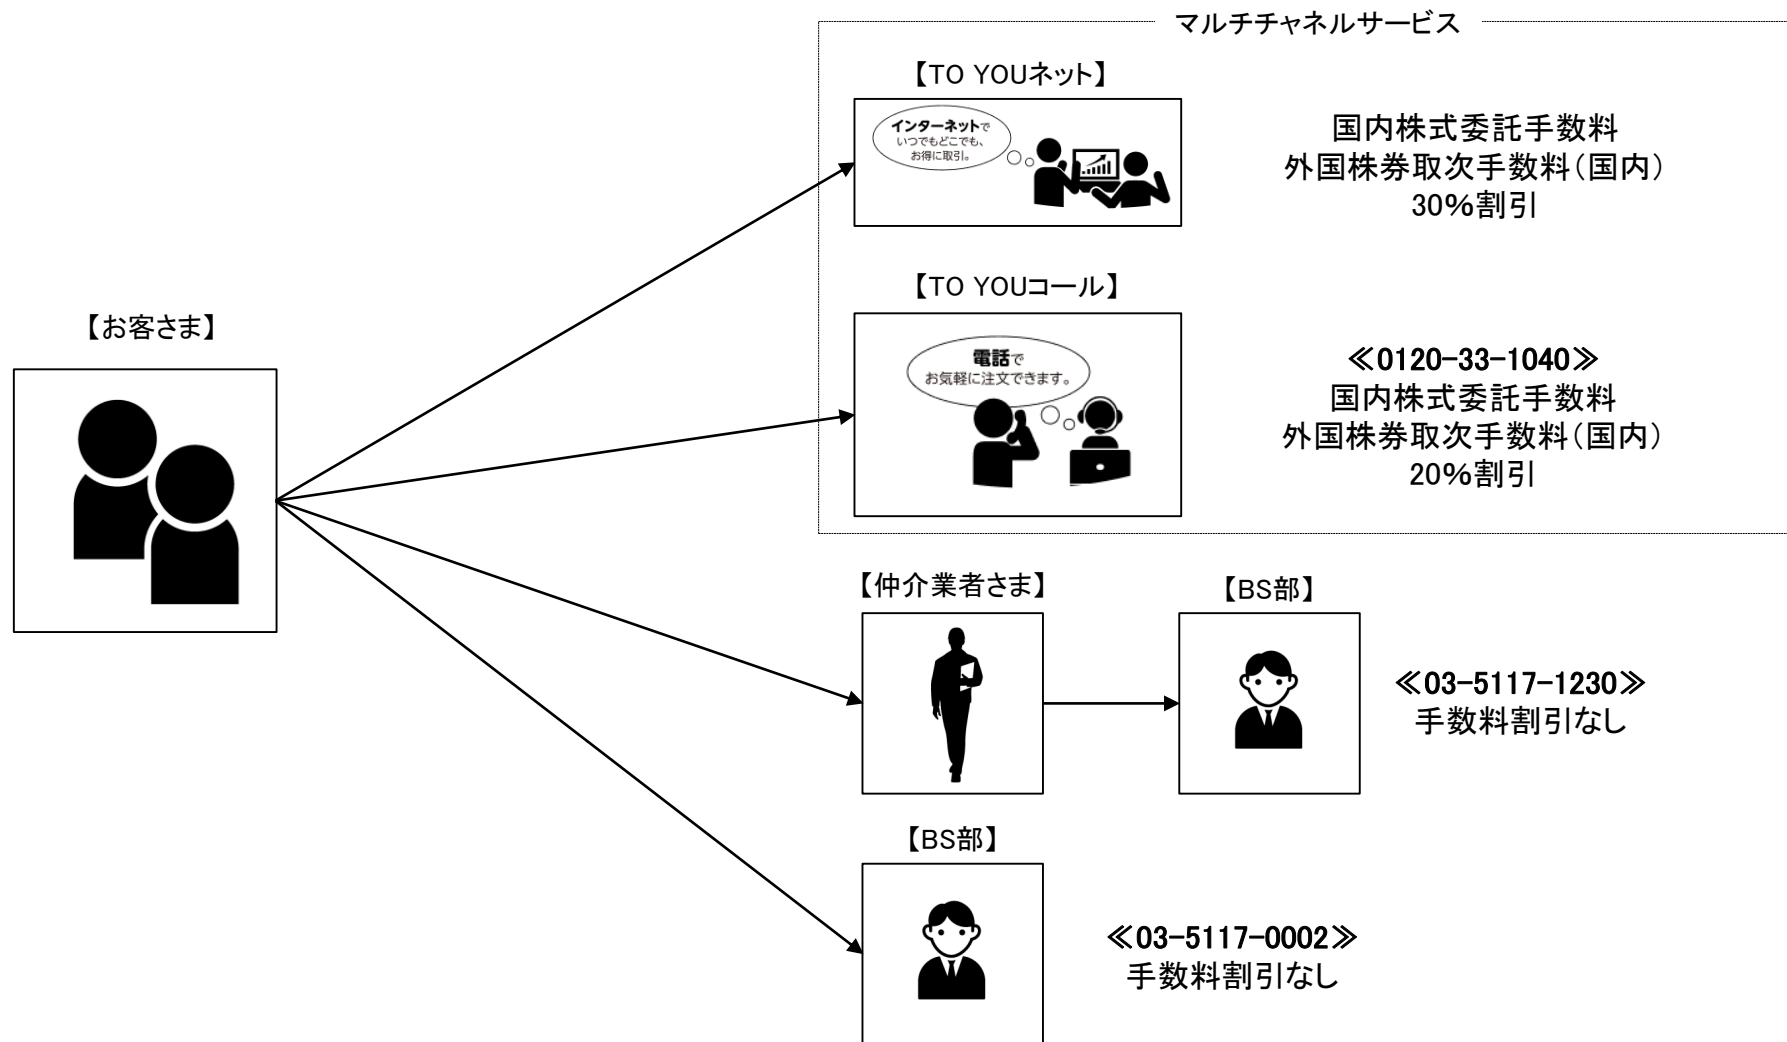 マルチチャネルサービス
【TO YOUネット】
インターネットで
いつでもどこでも、
お得に取引。
国内株式委託手数料
外国株券取次手数料(国内)
30%割引
【TO YOUコール】
電話で
お気軽に注文できます。
≪0120-33-1040≫
国内株式委託手数料
外国株券取次手数料(国内)
20%割引
【お客さま】
【仲介業者さま】
【BS部】
≪03-5117-1230≫
手数料割引なし
【BS部】
≪03-5117-0002≫
手数料割引なし